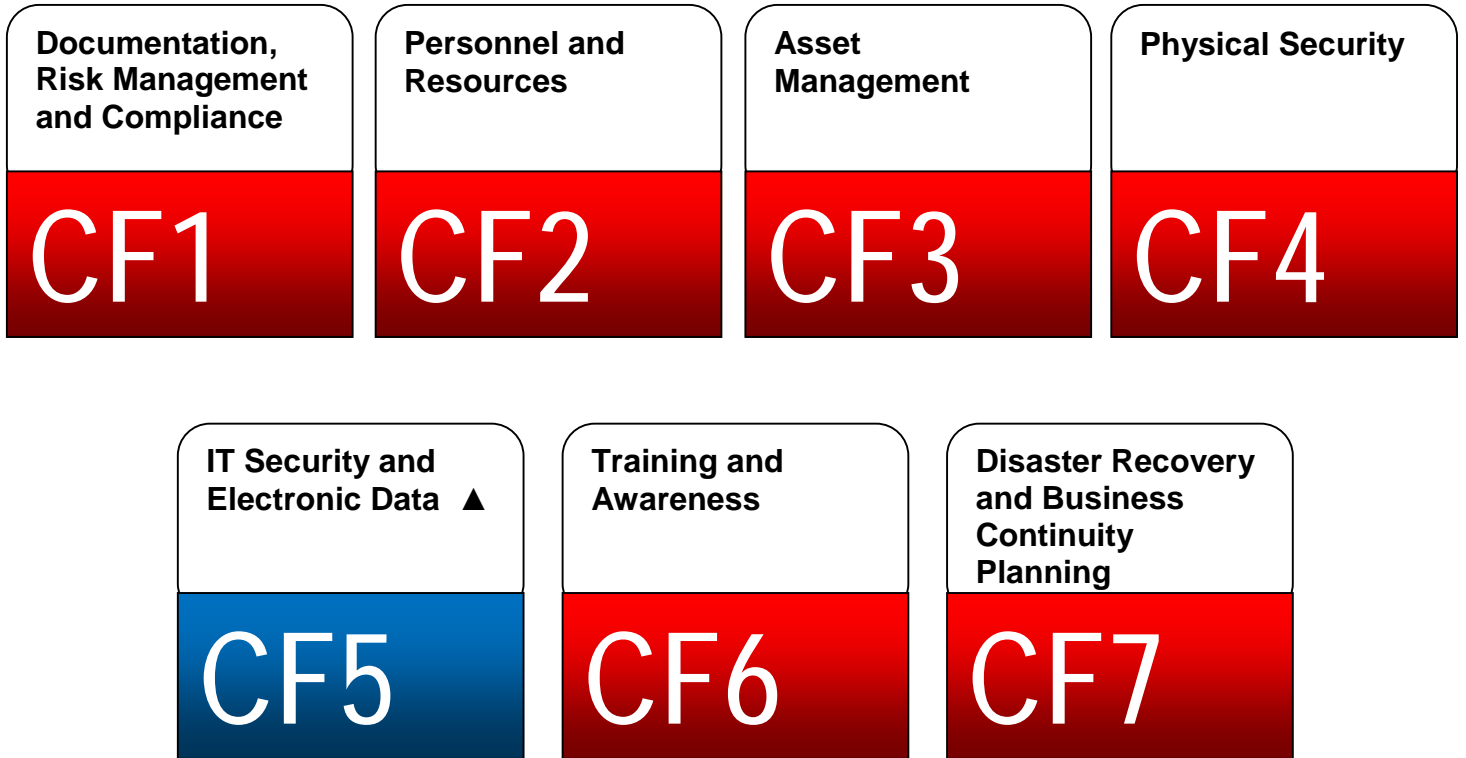 Documentation,
Risk Management
and Compliance
CF1
Personnel and
Resources
CF2
Asset
Management
CF3
Physical Security
CF4
IT Security and
Electronic Data ▲
CF5
Training and
Awareness
CF6
Disaster Recovery
and Business
Continuity
Planning
CF7